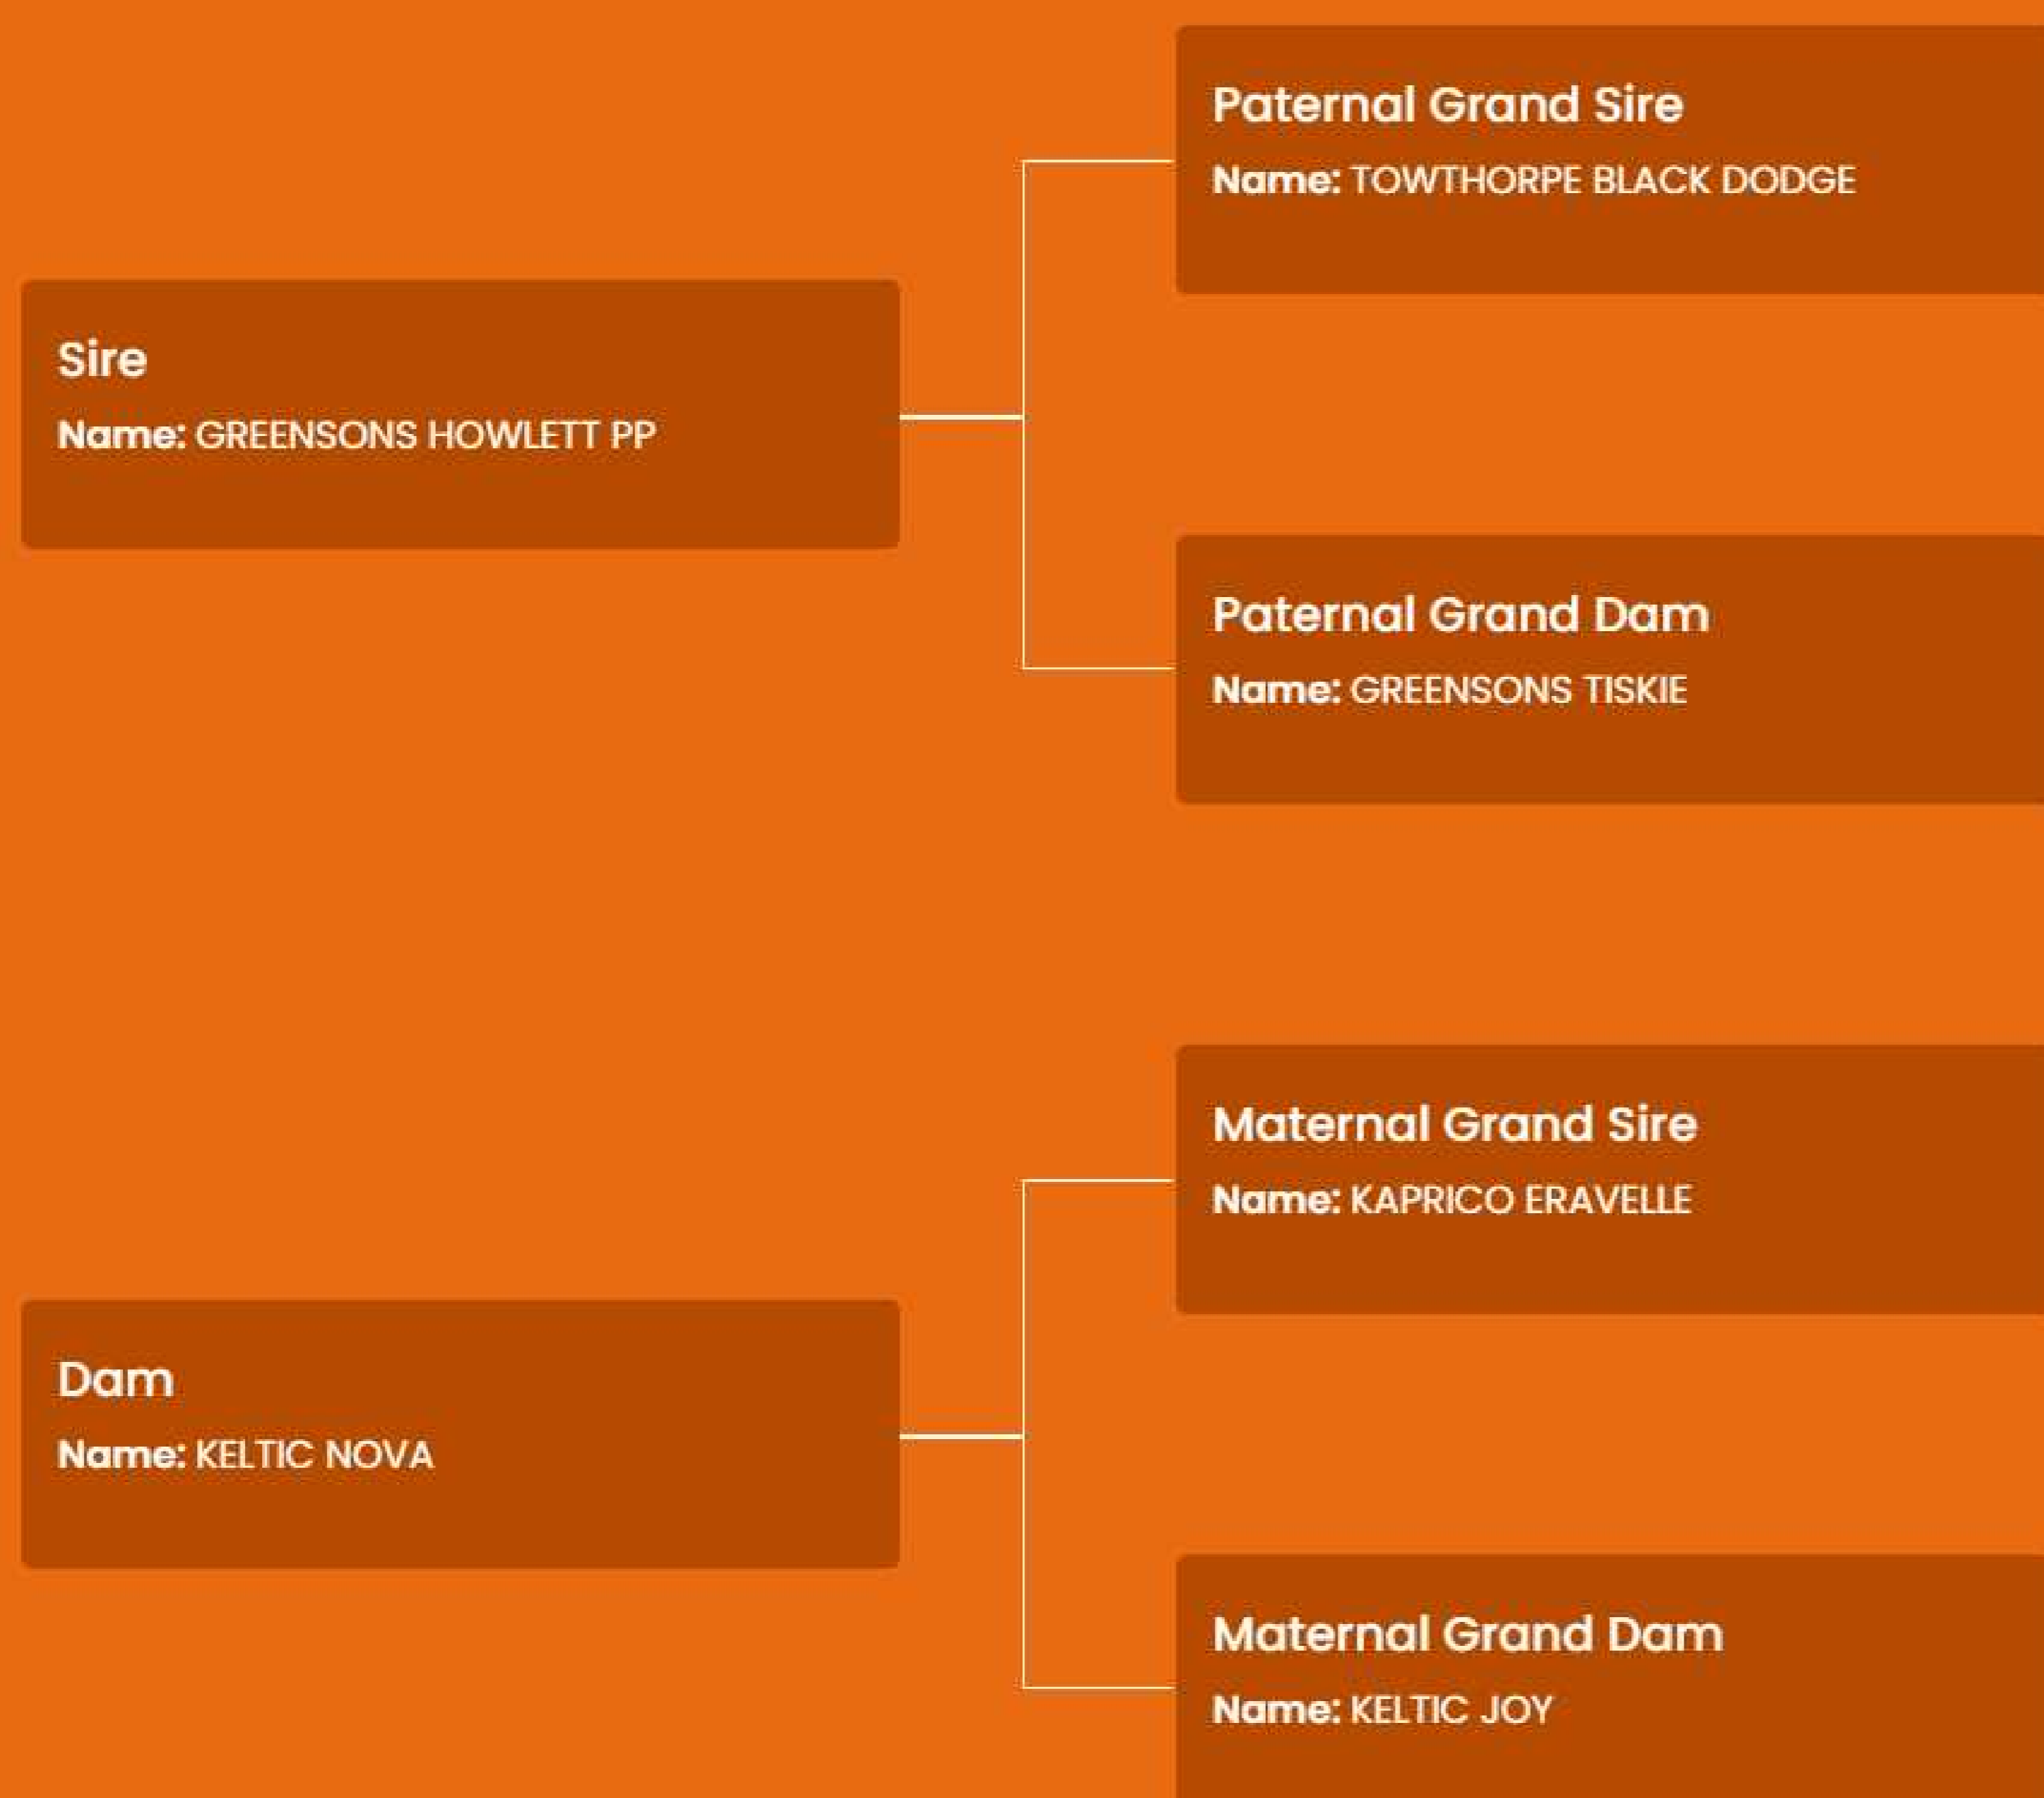 Paternal Grand Sire
Name: TOWTHORPE BLACK DODGE
Sire
Name: GREENSONS HOWLETT PP
Paternal Grand Dam
Name: GREENSONS TISKIE
Maternal Grand Sire
Name: KAPRICO ERAVELLE
Dam
Name: KELTIC NOVA
Maternal Grand Dam
Name: KELTIC JOY